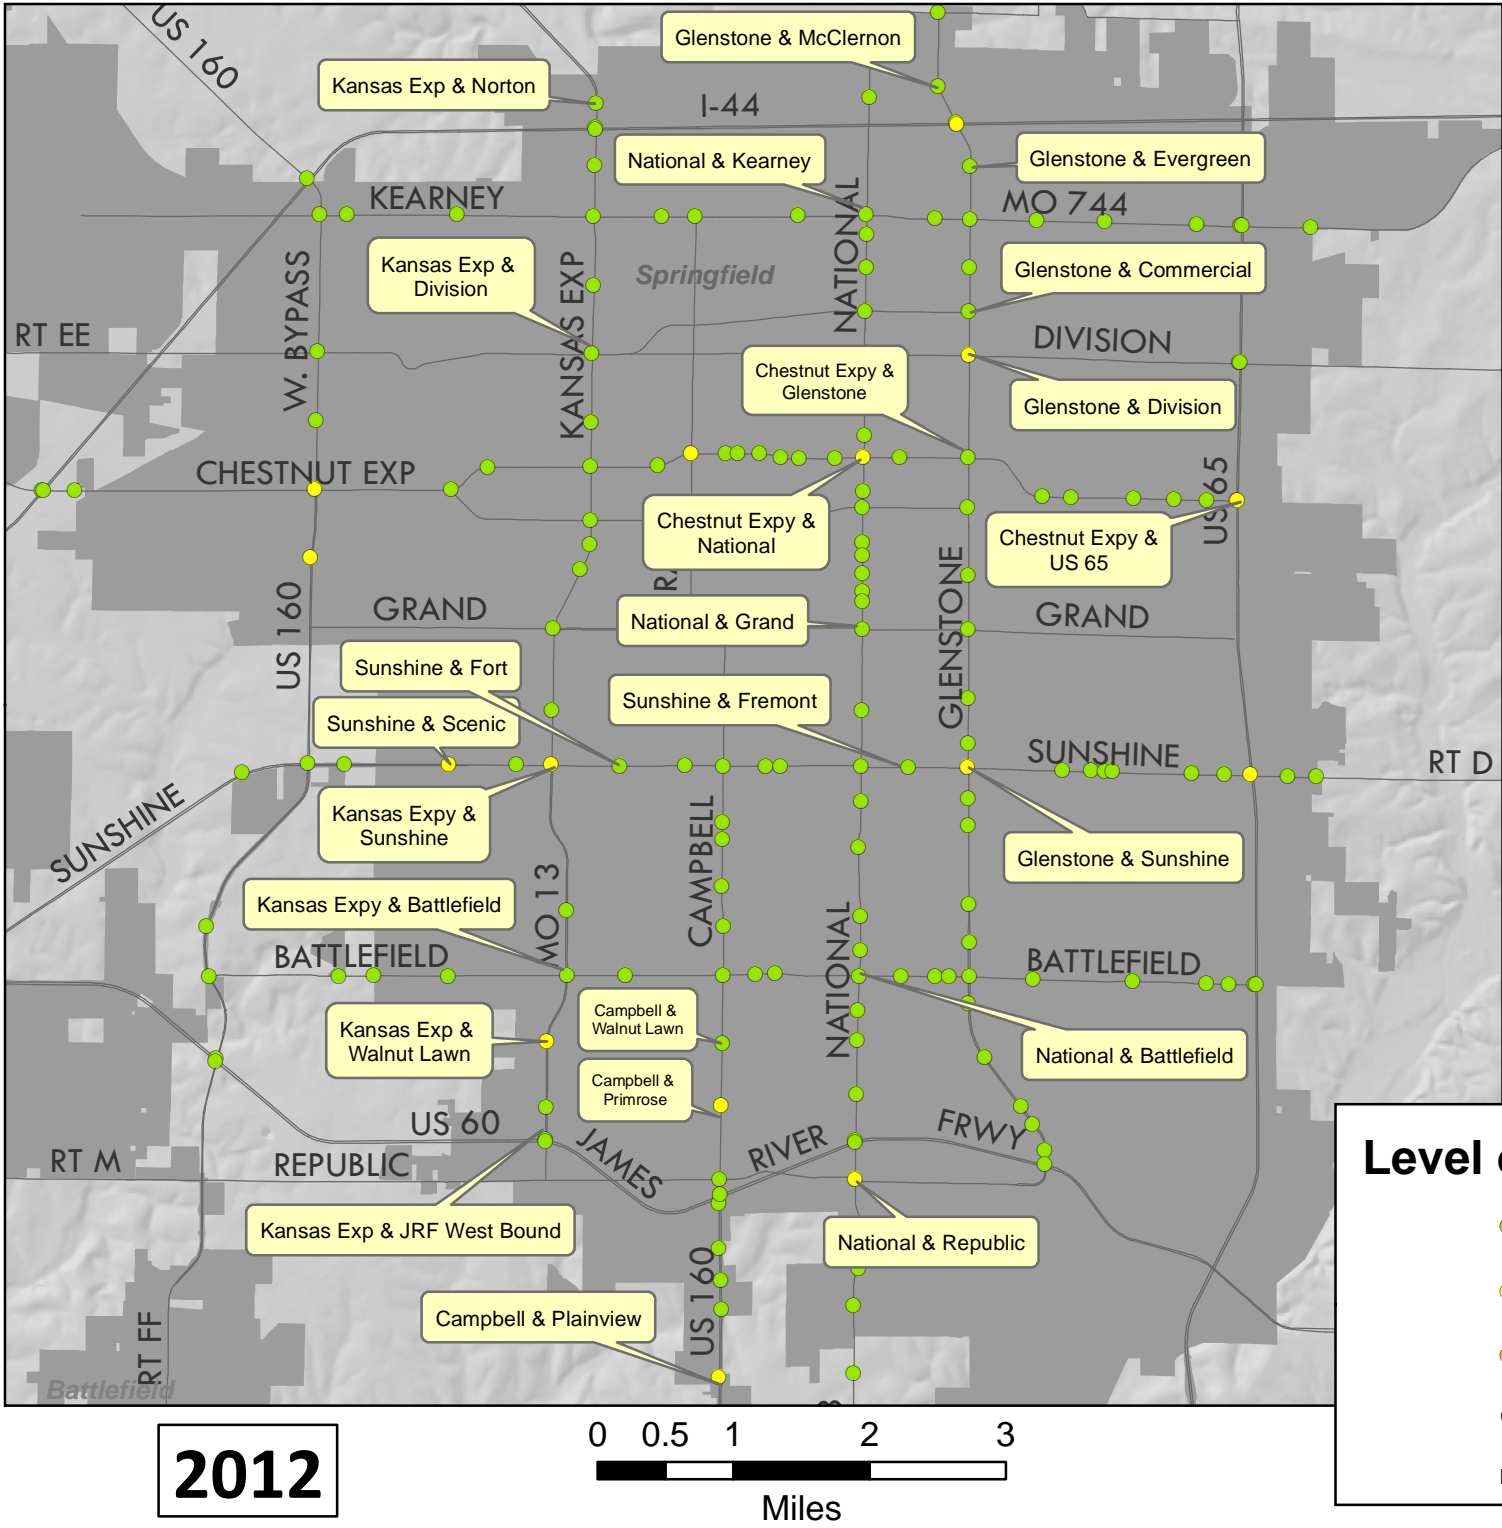 US 160
Glenstone & McClernon
Kansas Exp & Norton
I-44
National & Kearney
Glenstone & Evergreen
KEARNEY
MO 744
NATIONAL
Kansas Exp &
Division
KANSAS EXP
Springfield
Glenstone & Commercial
W. BYPASS
RT EE
DIVISION
Chestnut Expy &
Glenstone
Glenstone & Division
CHESTNUT EXP
US 65
Chestnut Expy &
National
Chestnut Expy &
US 65
GLENSTONE
US 160
GRAND
National & Grand
GRAND
Sunshine & Fort
Sunshine & Fremont
Sunshine & Scenic
SUNSHINE
RT D
SUNSHINE
Kansas Expy &
Sunshine
CAMPBELL
Glenstone & Sunshine
MO 13
Kansas Expy & Battlefield
NATIONAL
BATTLEFIELD
BATTLEFIELD
Kansas Exp &
Walnut Lawn
Campbell &
Walnut Lawn
National & Battlefield
Campbell &
Primrose
US 60
JAMES
RIVER
FRWY
RT M
REPUBLIC
Level
Kansas Exp & JRF West Bound
National & Republic
US 160
Campbell & Plainview
RT FF
Battlefield
2012
0 0.5 1 2 3
Miles